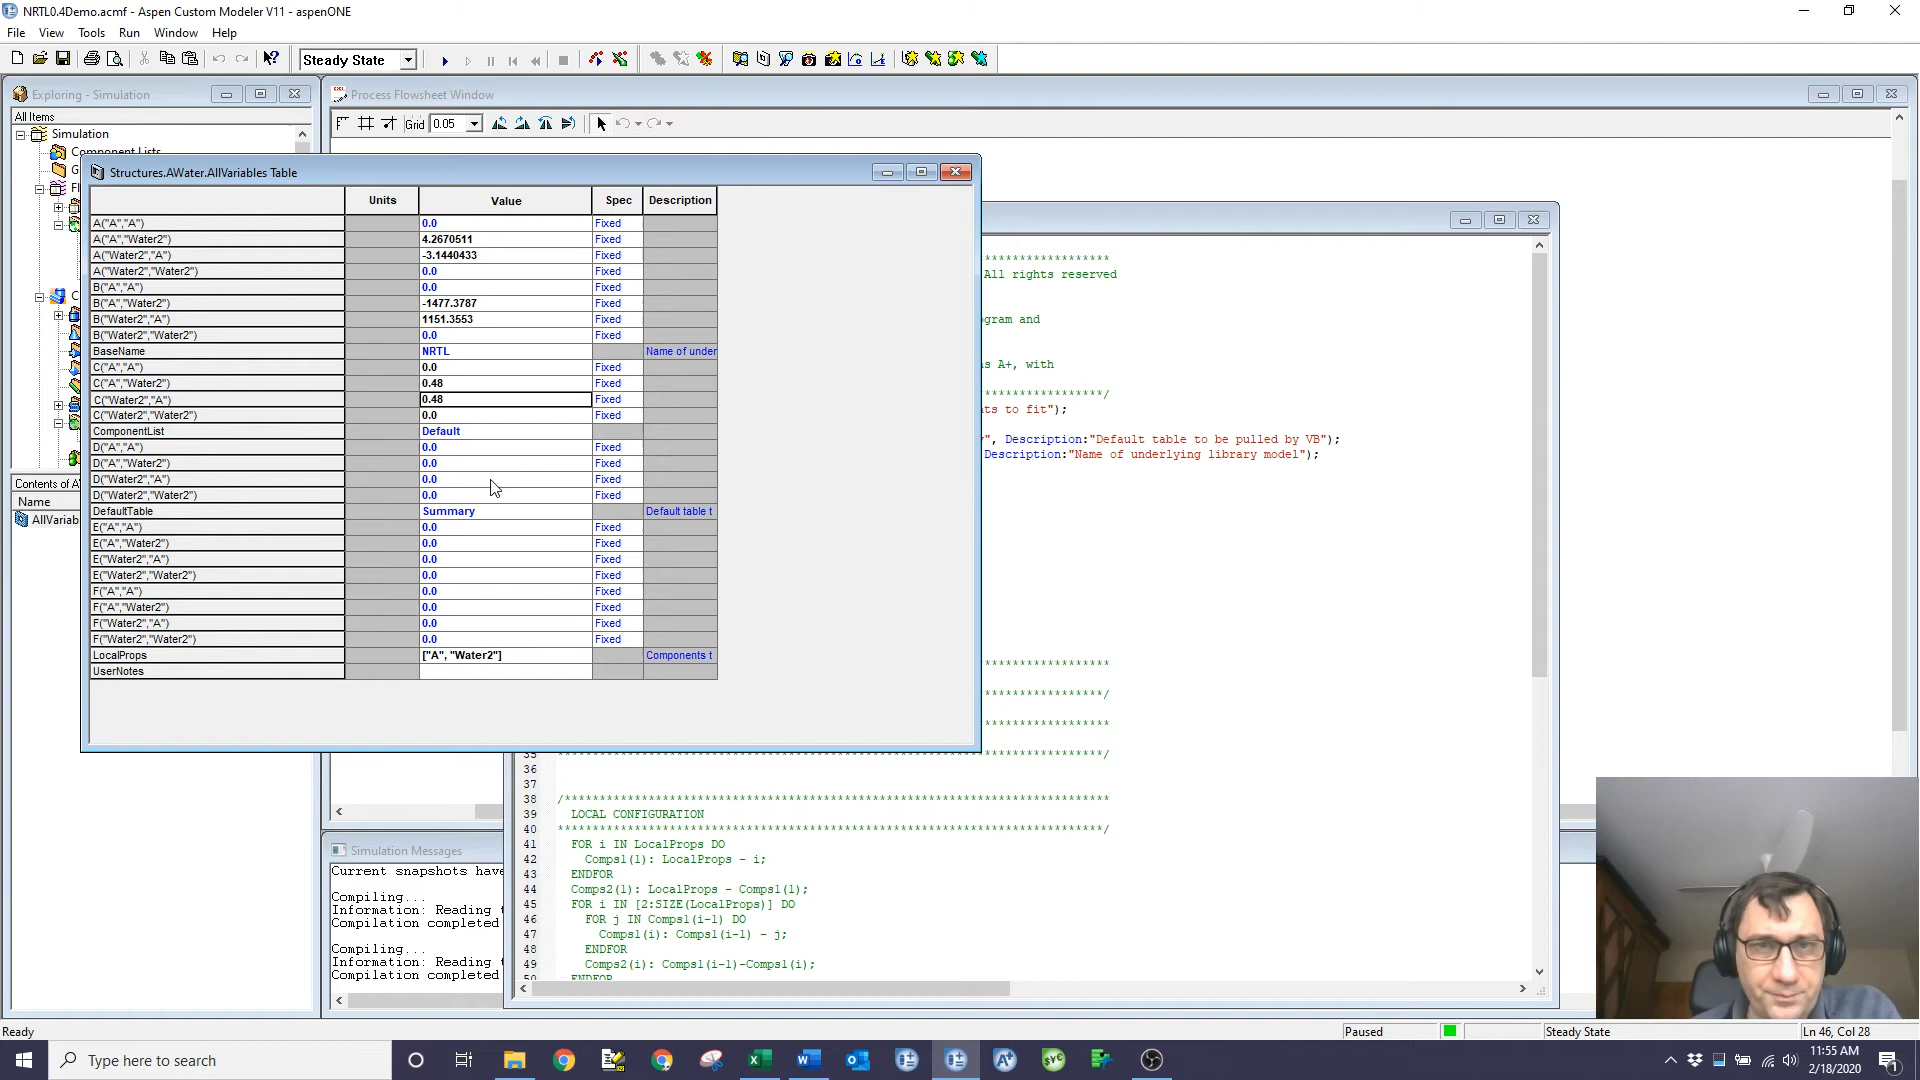 NRTL0.4Demo.acmf - Aspen Custom Modeler V11 - aspenONE
File View Tools Run Window Help
Steady State
Exploring - Simulation
Process Flowsheet Window
All Items
Grid 0.05
Simulation
Component Lists
Structures.AWater.AllVariables Table
Units Value Spec Description
A("A","A") 0.0 Fixed
A("A","Water2") 4.2670511 Fixed
A("Water2","A") -3.1440433 Fixed
A("Water2","Water2") 0.0 Fixed
B("A","A") 0.0 Fixed
B("A","Water2") -1477.3787 Fixed
B("Water2","A") 1151.3553 Fixed
B("Water2","Water2") 0.0 Fixed
BaseName NRTL Name of under
C("A","A") 0.0 Fixed
C("A","Water2") 0.48 Fixed
C("Water2","A") 0.48 Fixed
C("Water2","Water2") 0.0 Fixed
ComponentList Default
D("A","A") 0.0 Fixed
D("A","Water2") 0.0 Fixed
D("Water2","A") 0.0 Fixed
D("Water2","Water2") 0.0 Fixed
DefaultTable Summary Default table t
E("A","A") 0.0 Fixed
E("A","Water2") 0.0 Fixed
E("Water2","A") 0.0 Fixed
E("Water2","Water2") 0.0 Fixed
F("A","A") 0.0 Fixed
F("A","Water2") 0.0 Fixed
F("Water2","A") 0.0 Fixed
F("Water2","Water2") 0.0 Fixed
LocalProps ["A", "Water2"] Components t
UserNotes
Contents of A
Name
AllVariab
******************
All rights reserved
ogram and
s A+, with
******************/
nts to fit");
y", Description:"Default table to be pulled by VB");
Description:"Name of underlying library model");
******************
******************/
******************
******************/
36
37
38 /******************************************************************************
39 LOCAL CONFIGURATION
40 ******************************************************************************/
41 FOR i IN LocalProps DO
42 Comps1(1): LocalProps - i;
43 ENDFOR
44 Comps2(1): LocalProps - Comps1(1);
45 FOR i IN [2:SIZE(LocalProps)] DO
46 FOR j IN Comps1(i-1) DO
47 Comps1(i): Comps1(i-1) - j;
48 ENDFOR
49 Comps2(i): Comps1(i-1)-Comps1(i);
Simulation Messages
Current snapshots have
Compiling...
Information: Reading t
Compilation completed
Compiling...
Information: Reading t
Compilation completed
Ready Paused Steady State Ln 46, Col 28
Type here to search
11:55 AM
2/18/2020